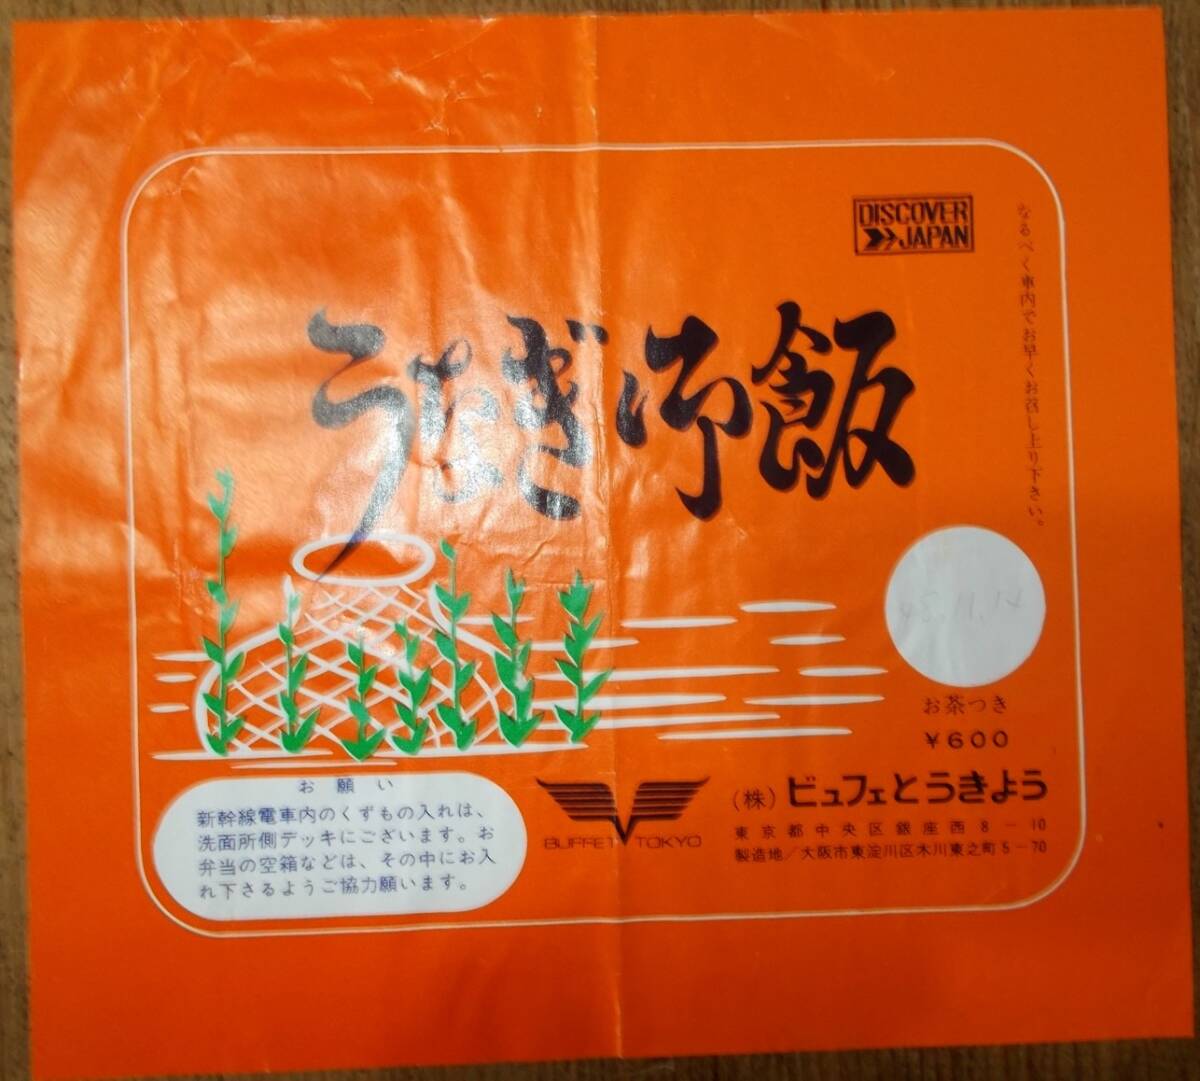 DISCOVER
JAPAN
なるべく車内でお早くお召し上り下さい。
うなぎ御飯
48.11.14
お茶つき
¥600
お願い
新幹線電車内のくずもの入れは、
洗面所側デッキにございます。お
弁当の空箱などは、その中にお入
れ下さるようご協力願います。
BUFFET TOKYO
(株)ビュフェとうきよう
東京都中央区銀座西8-10
製造地/大阪市東淀川区木川東之町5-70